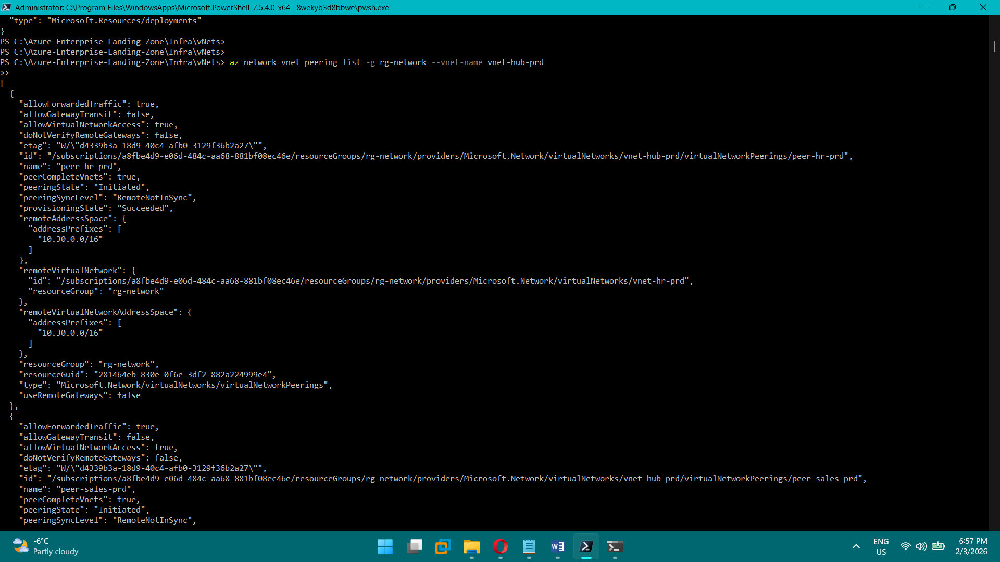 Administrator: C:\Program Files\WindowsApps\Microsoft.PowerShell_7.5.4.0_x64__8wekyb3d8bbwe\pwsh.exe
  "type": "Microsoft.Resources/deployments"
}
PS C:\Azure-Enterprise-Landing-Zone\Infra\vNets>
PS C:\Azure-Enterprise-Landing-Zone\Infra\vNets>
PS C:\Azure-Enterprise-Landing-Zone\Infra\vNets> az network vnet peering list -g rg-network --vnet-name vnet-hub-prd
>>
[
  {
    "allowForwardedTraffic": true,
    "allowGatewayTransit": false,
    "allowVirtualNetworkAccess": true,
    "doNotVerifyRemoteGateways": false,
    "etag": "W/\"d4339b3a-18d9-40c4-afb0-3129f36b2a27\"",
    "id": "/subscriptions/a8fbe4d9-e06d-484c-aa68-881bf08ec46e/resourceGroups/rg-network/providers/Microsoft.Network/virtualNetworks/vnet-hub-prd/virtualNetworkPeerings/peer-hr-prd",
    "name": "peer-hr-prd",
    "peerCompleteVnets": true,
    "peeringState": "Initiated",
    "peeringSyncLevel": "RemoteNotInSync",
    "provisioningState": "Succeeded",
    "remoteAddressSpace": {
      "addressPrefixes": [
        "10.30.0.0/16"
      ]
    },
    "remoteVirtualNetwork": {
      "id": "/subscriptions/a8fbe4d9-e06d-484c-aa68-881bf08ec46e/resourceGroups/rg-network/providers/Microsoft.Network/virtualNetworks/vnet-hr-prd",
      "resourceGroup": "rg-network"
    },
    "remoteVirtualNetworkAddressSpace": {
      "addressPrefixes": [
        "10.30.0.0/16"
      ]
    },
    "resourceGroup": "rg-network",
    "resourceGuid": "281464eb-830e-0f6e-3df2-882a224999e4",
    "type": "Microsoft.Network/virtualNetworks/virtualNetworkPeerings",
    "useRemoteGateways": false
  },
  {
    "allowForwardedTraffic": true,
    "allowGatewayTransit": false,
    "allowVirtualNetworkAccess": true,
    "doNotVerifyRemoteGateways": false,
    "etag": "W/\"d4339b3a-18d9-40c4-afb0-3129f36b2a27\"",
    "id": "/subscriptions/a8fbe4d9-e06d-484c-aa68-881bf08ec46e/resourceGroups/rg-network/providers/Microsoft.Network/virtualNetworks/vnet-hub-prd/virtualNetworkPeerings/peer-sales-prd",
    "name": "peer-sales-prd",
    "peerCompleteVnets": true,
    "peeringState": "Initiated",
    "peeringSyncLevel": "RemoteNotInSync",
-6°C
Partly cloudy
ENG
US
6:57 PM
2/3/2026